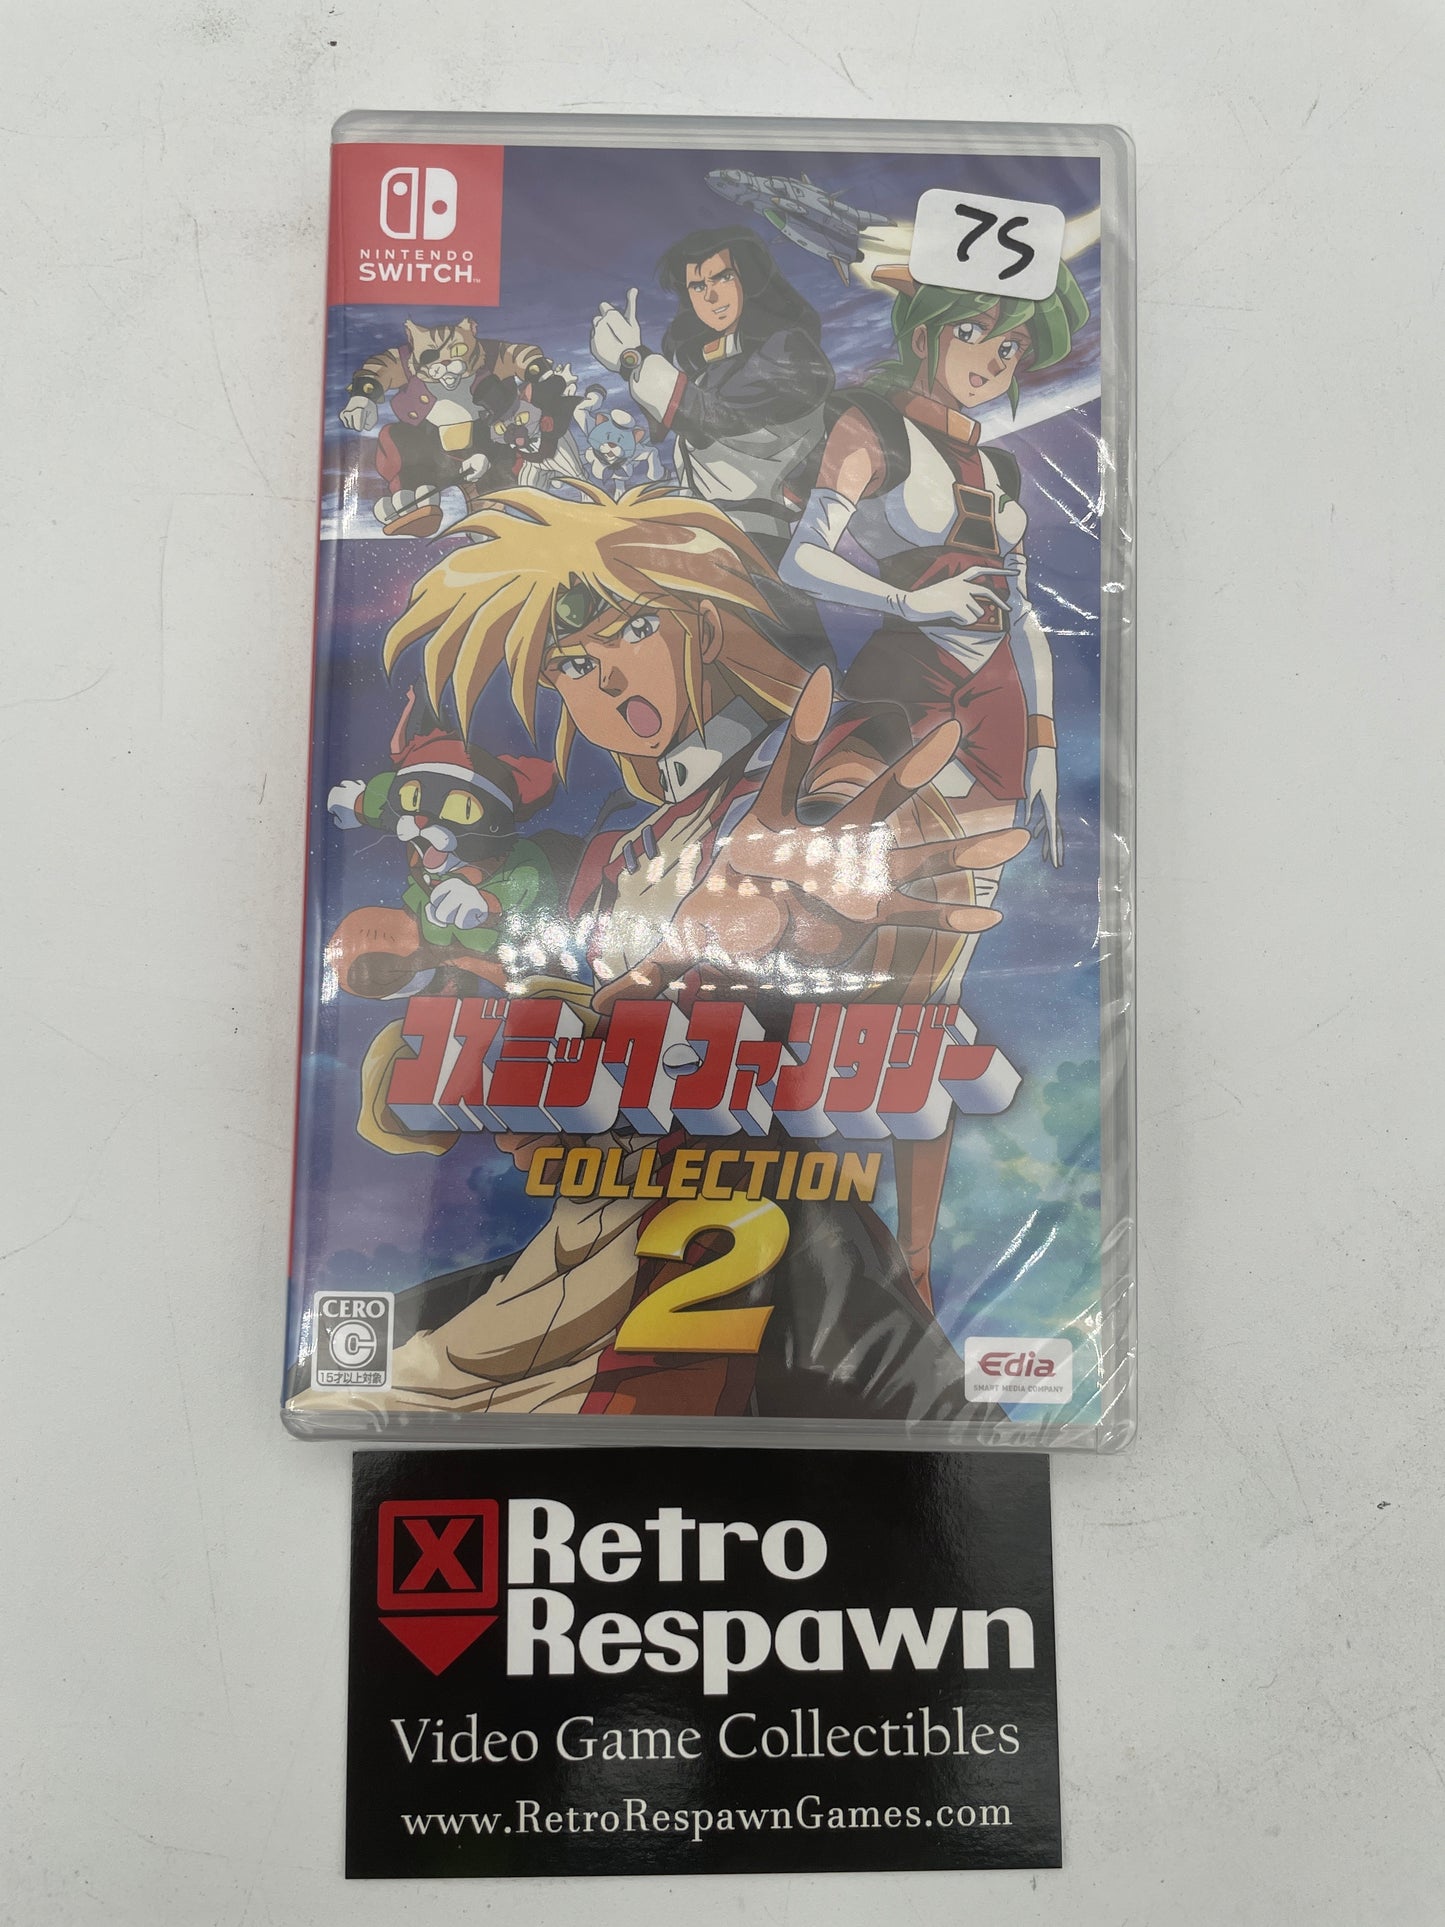 NINTENDO
SWITCH™
75
コズミック・ファンタジー
COLLECTION
2
CERO
C
15才以上対象
Edia
SMART MEDIA COMPANY
X Retro
Respawn
Video Game Collectibles
www.RetroRespawnGames.com